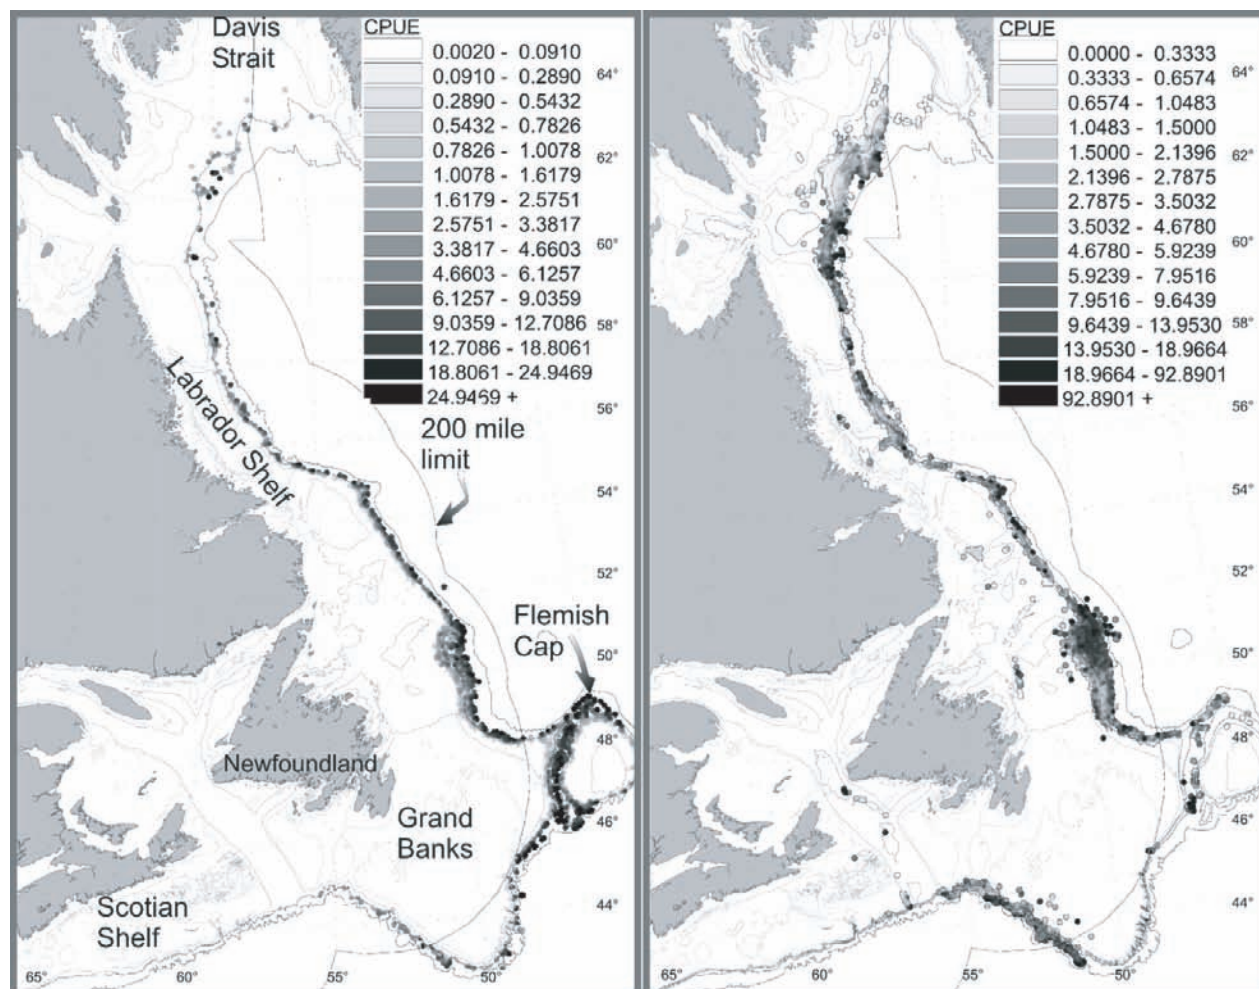 Davis
Strait
CPUE
0.0020 - 0.0910
0.0910 - 0.2890
0.2890 - 0.5432
0.5432 - 0.7826
0.7826 - 1.0078
1.0078 - 1.6179
1.6179 - 2.5751
2.5751 - 3.3817
3.3817 - 4.6603
4.6603 - 6.1257
6.1257 - 9.0359
9.0359 - 12.7086
12.7086 - 18.8061
18.8061 - 24.9469
24.9469 +
200 mile
limit
Labrador Shelf
Flemish
Cap
Newfoundland
Grand
Banks
Scotian
Shelf
64°
62°
60°
58°
56°
54°
52°
50°
48°
46°
44°
65°
60°
55°
50°
CPUE
0.0000 - 0.3333
0.3333 - 0.6574
0.6574 - 1.0483
1.0483 - 1.5000
1.5000 - 2.1396
2.1396 - 2.7875
2.7875 - 3.5032
3.5032 - 4.6780
4.6780 - 5.9239
5.9239 - 7.9516
7.9516 - 9.6439
9.6439 - 13.9530
13.9530 - 18.9664
18.9664 - 92.8901
92.8901 +
64°
62°
60°
58°
56°
54°
52°
50°
48°
46°
44°
65°
60°
55°
50°